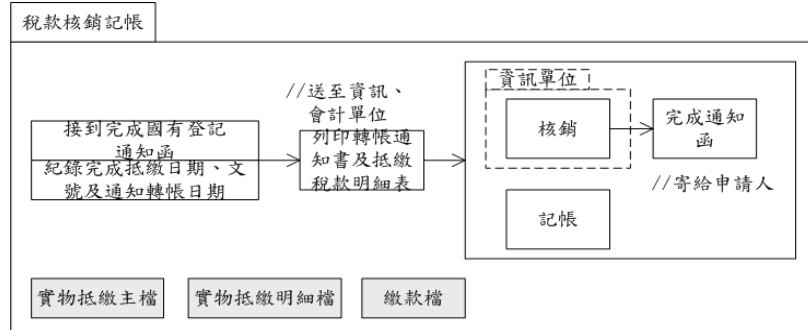 稅款核銷記帳
接到完成國有登記
通知函
紀錄完成抵繳日期、文
號及通知轉帳日期
//送至資訊、
會計單位
列印轉帳通
知書及抵繳
稅款明細表
資訊單位
核銷
完成通知
函
//寄給申請人
記帳
實物抵繳主檔
實物抵繳明細檔
繳款檔